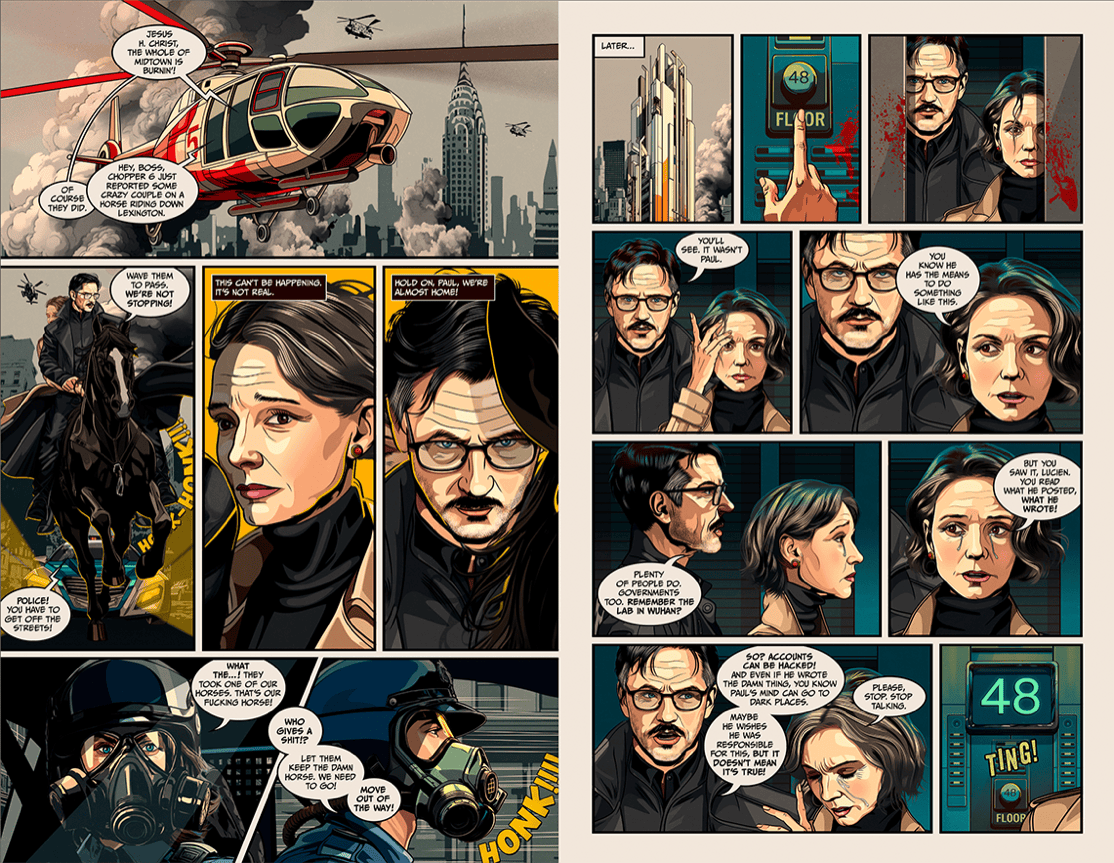 JESUS
H. CHRIST,
THE WHOLE OF
MIDTOWN IS
BURNIN'!
HEY, BOSS,
CHOPPER 6 JUST
REPORTED SOME
CRAZY COUPLE ON A
HORSE RIDING DOWN
LEXINGTON.
OF
COURSE
THEY DID.
WAVE THEM
TO PASS.
WE'RE NOT
STOPPING!
HONK-HONK!!!
POLICE!
YOU HAVE TO
GET OFF THE
STREETS!
THIS CAN'T BE HAPPENING.
IT'S NOT REAL.
HOLD ON, PAUL, WE'RE
ALMOST HOME!
WHAT
THE...! THEY
TOOK ONE OF OUR
HORSES. THAT'S OUR
FUCKING HORSE!
WHO
GIVES A
SHIT!?
LET THEM
KEEP THE DAMN
HORSE. WE NEED
TO GO!
MOVE
OUT OF
THE WAY!
HONK!!!!
LATER...
48
FLOOR
YOU'LL
SEE. IT WASN'T
PAUL.
YOU
KNOW HE
HAS THE MEANS
TO DO
SOMETHING
LIKE THIS.
PLENTY
OF PEOPLE DO.
GOVERNMENTS
TOO. REMEMBER THE
LAB IN WUHAN?
BUT YOU
SAW IT, LUCIEN.
YOU READ
WHAT HE POSTED,
WHAT HE
WROTE!
SO? ACCOUNTS
CAN BE HACKED!
AND EVEN IF HE WROTE
THE DAMN THING, YOU KNOW
PAUL'S MIND CAN GO TO
DARK PLACES.
MAYBE
HE WISHES
HE WAS
RESPONSIBLE
FOR THIS, BUT IT
DOESN'T MEAN
IT'S TRUE!
PLEASE,
STOP. STOP
TALKING.
48
TING!
48
FLOOR